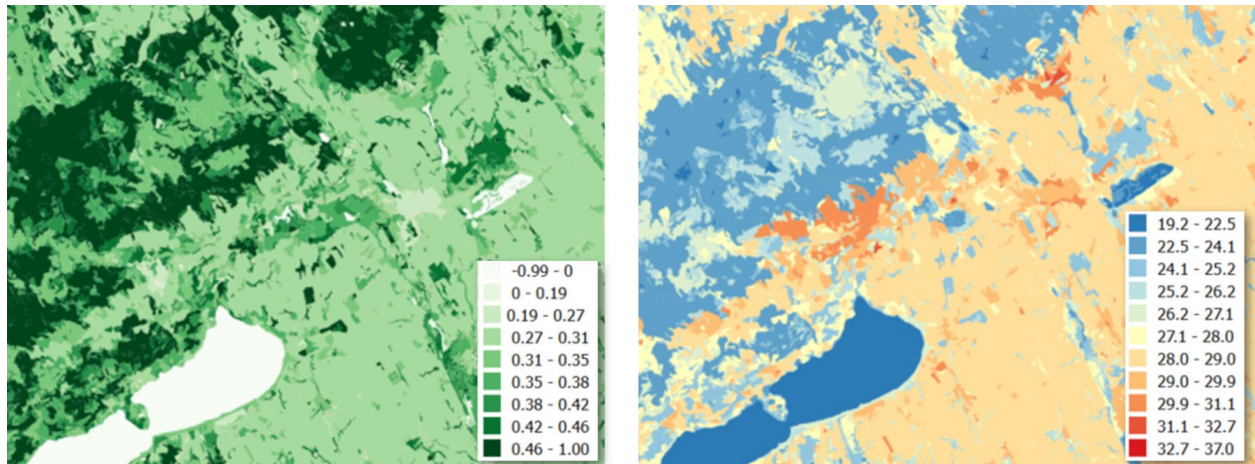 -0.99 - 0
0 - 0.19
0.19 - 0.27
0.27 - 0.31
0.31 - 0.35
0.35 - 0.38
0.38 - 0.42
0.42 - 0.46
0.46 - 1.00
19.2 - 22.5
22.5 - 24.1
24.1 - 25.2
25.2 - 26.2
26.2 - 27.1
27.1 - 28.0
28.0 - 29.0
29.0 - 29.9
29.9 - 31.1
31.1 - 32.7
32.7 - 37.0